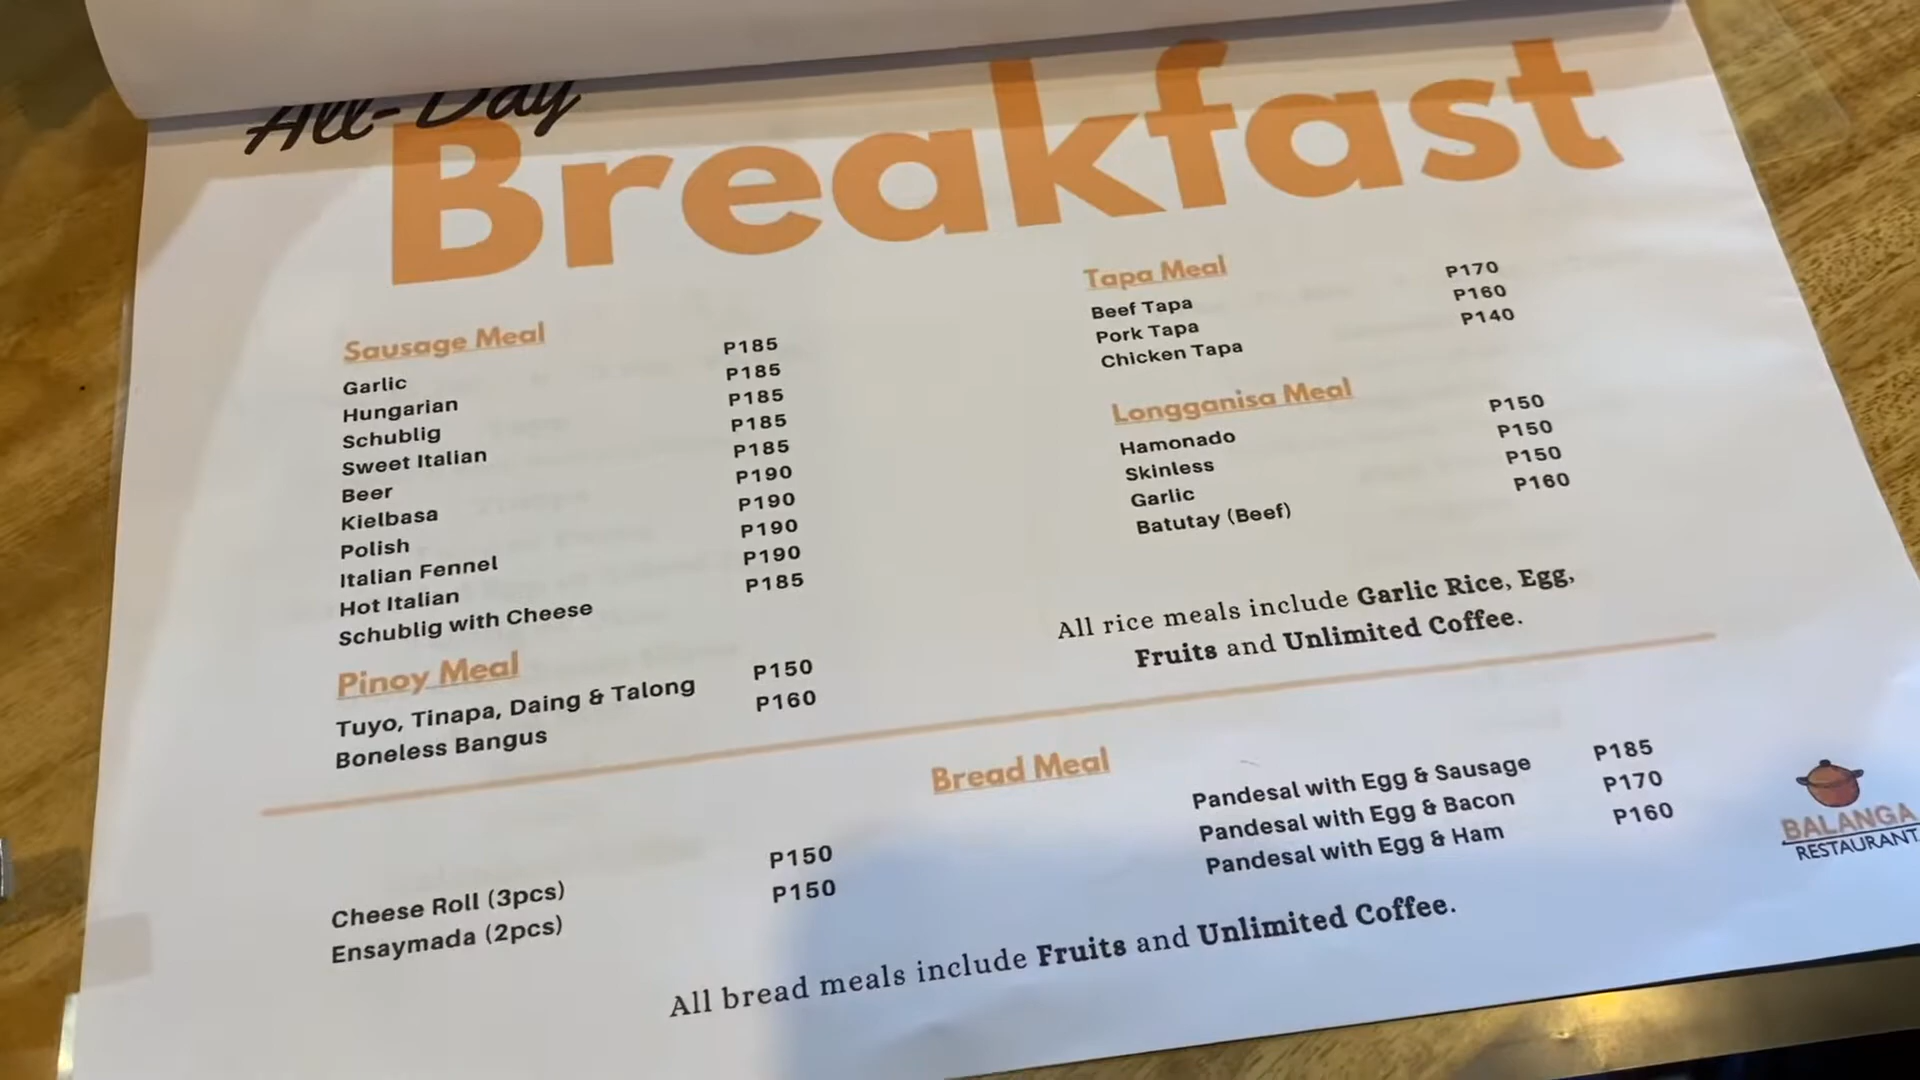 All-Day
Breakfast
Sausage Meal
Garlic P185
Hungarian P185
Schublig P185
Sweet Italian P185
Beer P185
Kielbasa P190
Polish P190
Italian Fennel P190
Hot Italian P190
Schublig with Cheese P185
Pinoy Meal
Tuyo, Tinapa, Daing & Talong P150
Boneless Bangus P160
Tapa Meal
Beef Tapa P170
Pork Tapa P160
Chicken Tapa P140
Longganisa Meal
Hamonado P150
Skinless P150
Garlic P150
Batutay (Beef) P160
All rice meals include Garlic Rice, Egg,
Fruits and Unlimited Coffee.
Bread Meal
Cheese Roll (3pcs) P150
Ensaymada (2pcs) P150
Pandesal with Egg & Sausage P185
Pandesal with Egg & Bacon P170
Pandesal with Egg & Ham P160
All bread meals include Fruits and Unlimited Coffee.
BALANGA
RESTAURANT